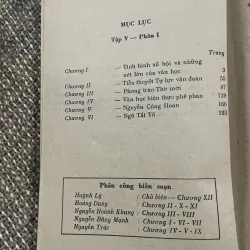 MỤC LỤC
Tập V — Phần I
Trang
Chương I — Tình hình xã hội và những
nét lớn của văn học 3
Chương II — Tiểu thuyết Tự lực văn đoàn 55
Chương III — Phong trào Thơ mới 87
Chương IV — Văn học hiện thực phê phán 129
Chương V — Nguyễn Công Hoan 166
Chương VI — Ngô Tất Tố 193
Phân công biên soạn
Huỳnh Lý : Chủ biên — Chương XII
Hoàng Dung : Chương II - X - XI
Nguyễn Hoành Khung : Chương III - VIII
Nguyễn Đăng Mạnh : Chương I - VI - VII
Nguyễn Trác : Chương IV - V - IX